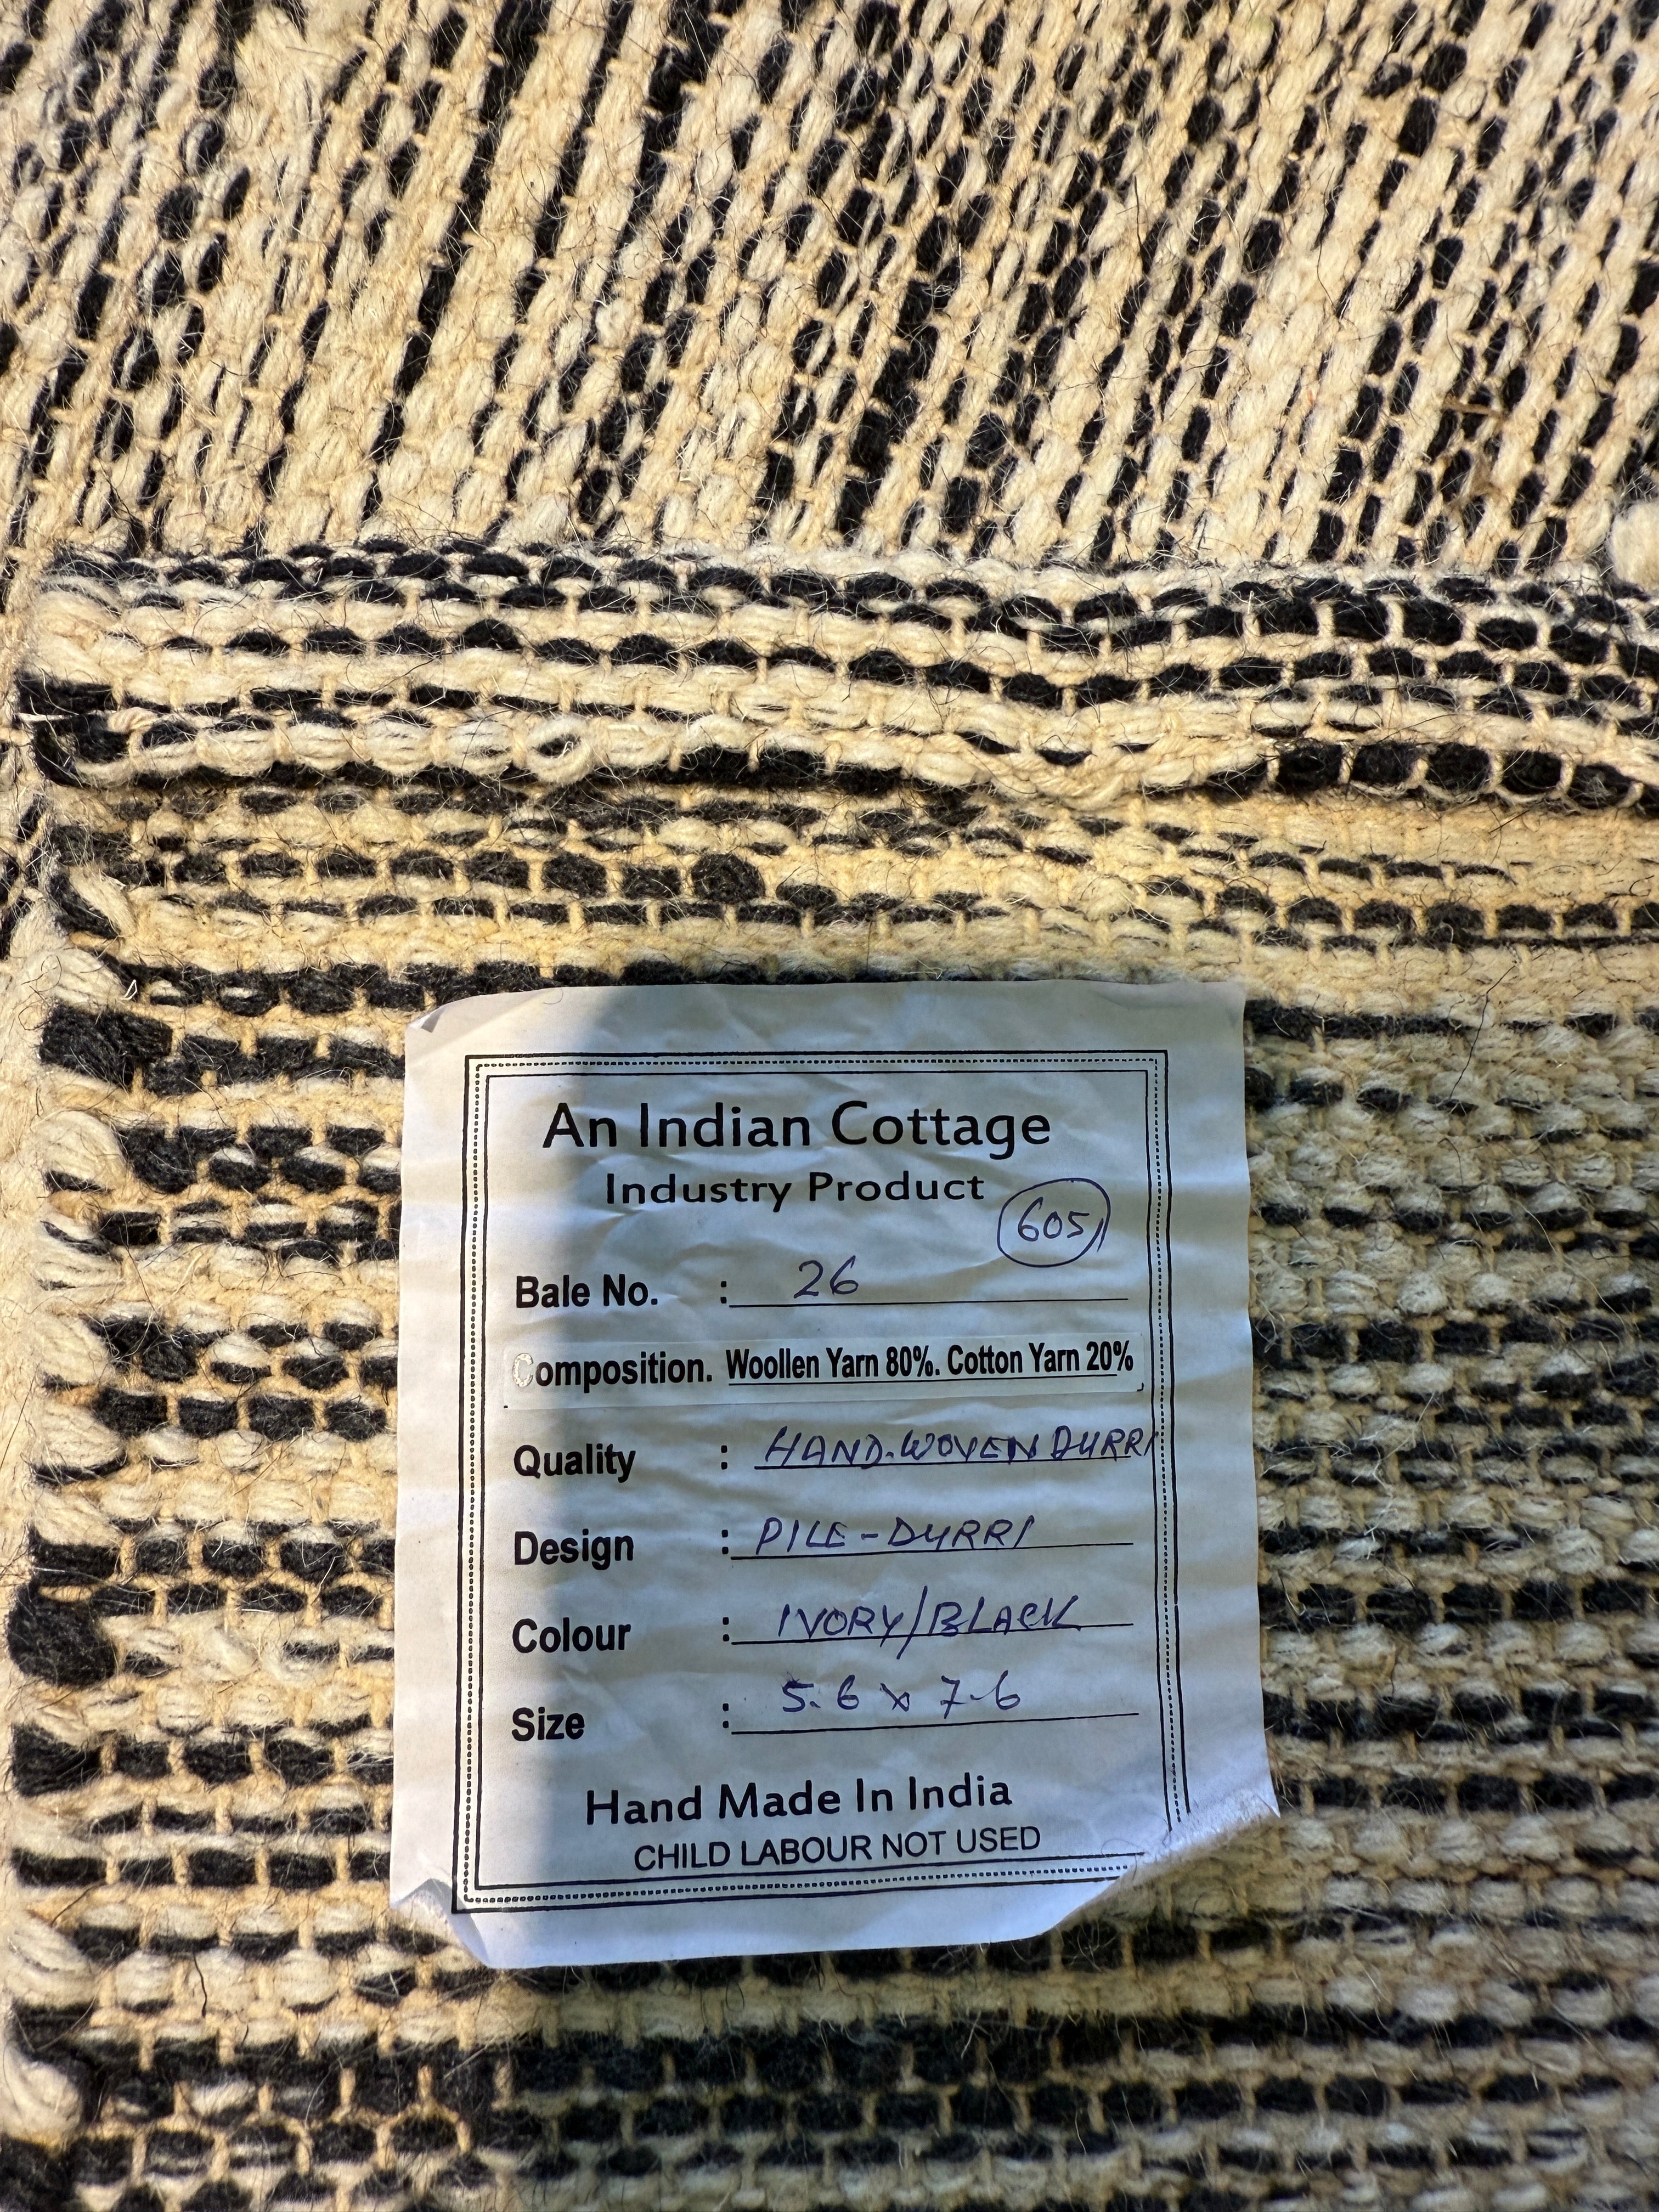 An Indian Cottage
Industry Product
605
Bale No. : 26
Composition. Woollen Yarn 80%. Cotton Yarn 20%
Quality : HAND-WOVEN DURRI
Design : PILE-DURRI
Colour : IVORY/BLACK
Size : 5.6 x 7.6
Hand Made In India
CHILD LABOUR NOT USED